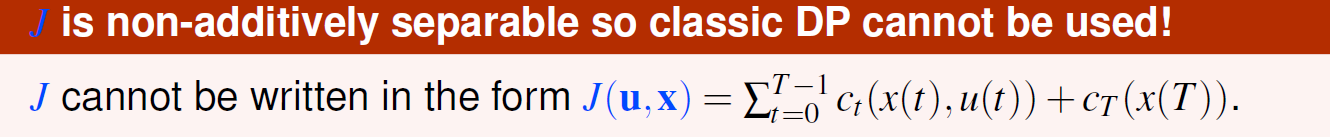 J is non-additively separable so classic DP cannot be used!
J cannot be written in the form J(u,x) = ∑_{t=0}^{T−1} c_t(x(t),u(t)) + c_T(x(T)).